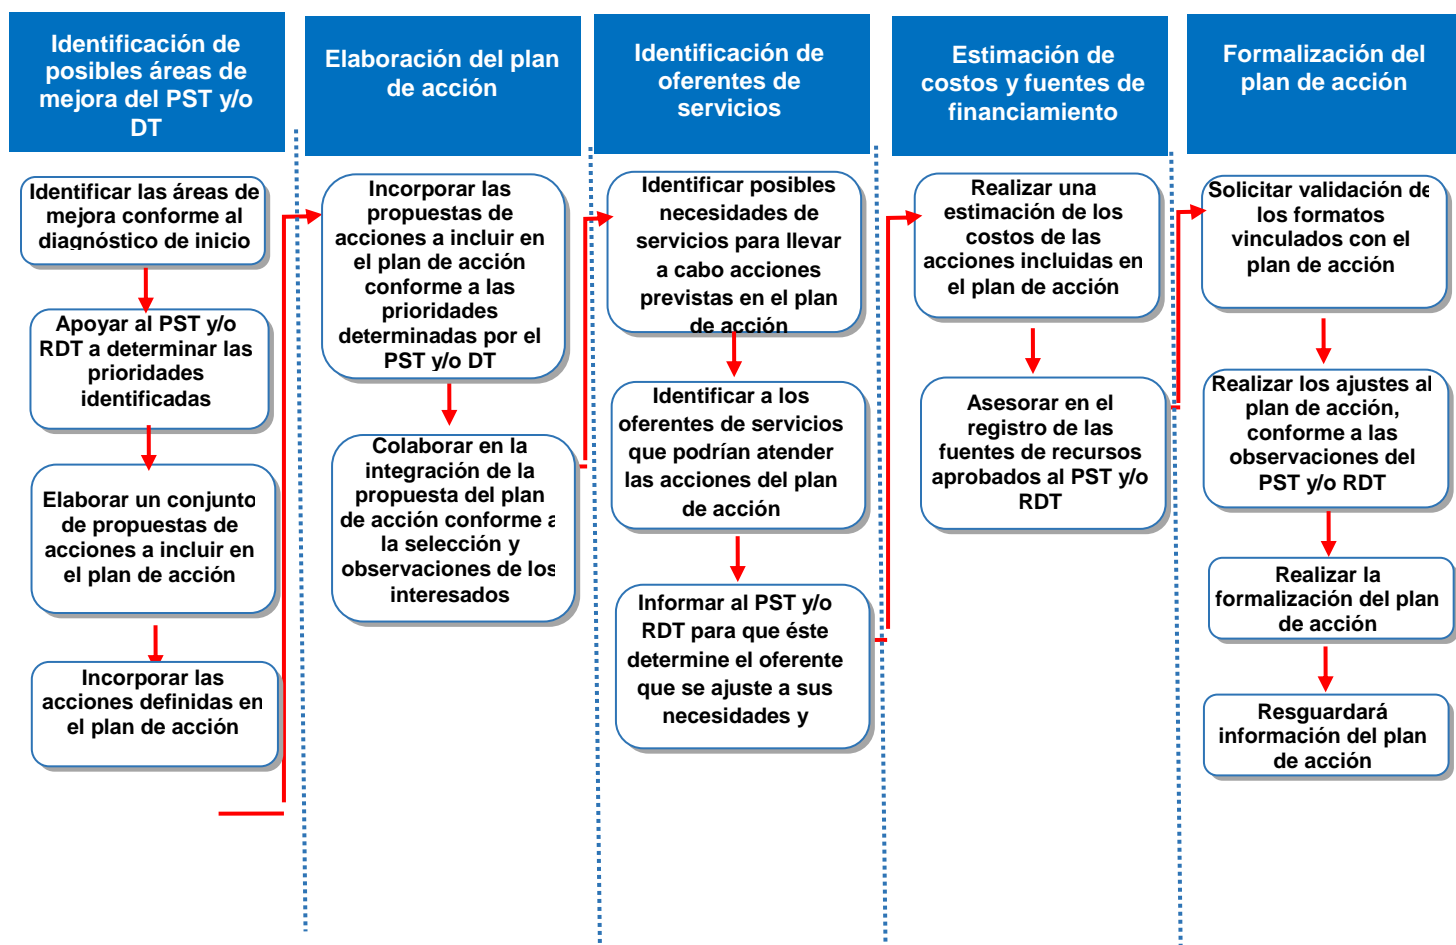 Identificación de
posibles áreas de
mejora del PST y/o
DT
Identificar las áreas de
mejora conforme al
diagnóstico de inicio
Apoyar al PST y/o
RDT a determinar las
prioridades
identificadas
Elaborar un conjunto
de propuestas de
acciones a incluir en
el plan de acción
Incorporar las
acciones definidas en
el plan de acción
Elaboración del plan
de acción
Incorporar las
propuestas de
acciones a incluir en
el plan de acción
conforme a las
prioridades
determinadas por el
PST y/o DT
Colaborar en la
integración de la
propuesta del plan
de acción conforme a
la selección y
observaciones de los
interesados
Identificación de
oferentes de
servicios
Identificar posibles
necesidades de
servicios para llevar
a cabo acciones
previstas en el plan
de acción
Identificar a los
oferentes de servicios
que podrían atender
las acciones del plan
de acción
Informar al PST y/o
RDT para que éste
determine el oferente
que se ajuste a sus
necesidades y
Estimación de
costos y fuentes de
financiamiento
Realizar una
estimación de los
costos de las
acciones incluidas en
el plan de acción
Asesorar en el
registro de las
fuentes de recursos
aprobados al PST y/o
RDT
Formalización del
plan de acción
Solicitar validación de
los formatos
vinculados con el
plan de acción
Realizar los ajustes al
plan de acción,
conforme a las
observaciones del
PST y/o RDT
Realizar la
formalización del plan
de acción
Resguardará
información del plan
de acción